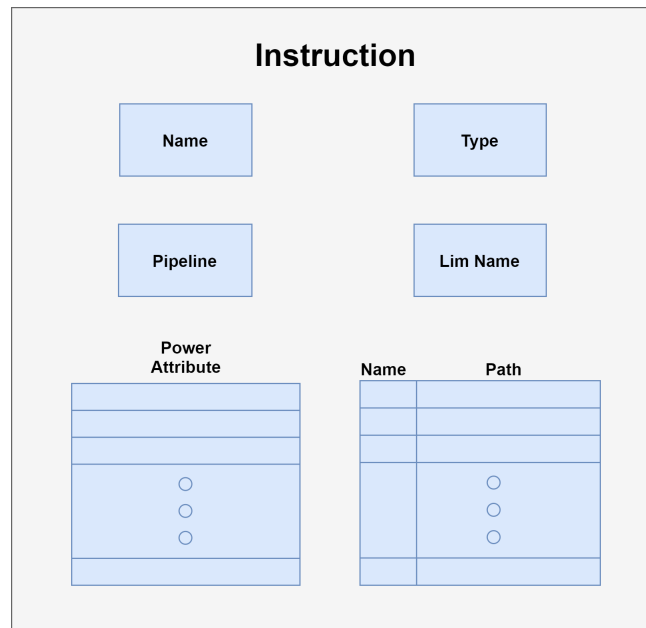 Instruction
Name
Type
Pipeline
Lim Name
Power
Attribute
Name
Path